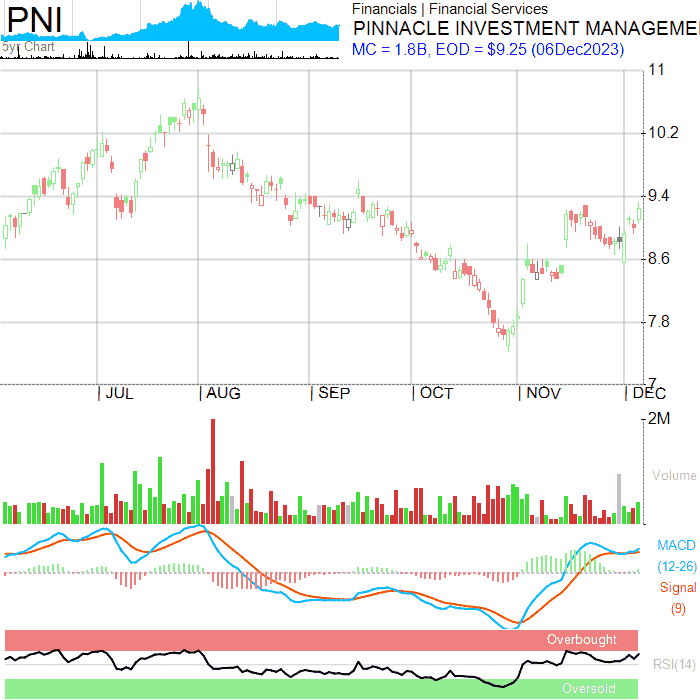 PNI
5yr Chart
Financials | Financial Services
PINNACLE INVESTMENT MANAGEME
MC = 1.8B, EOD = $9.25 (06Dec2023)
11
10.2
9.4
8.6
7.8
7
JUL
AUG
SEP
OCT
NOV
DEC
2M
Volume
MACD
(12-26)
Signal
(9)
Overbought
RSI(14)
Oversold